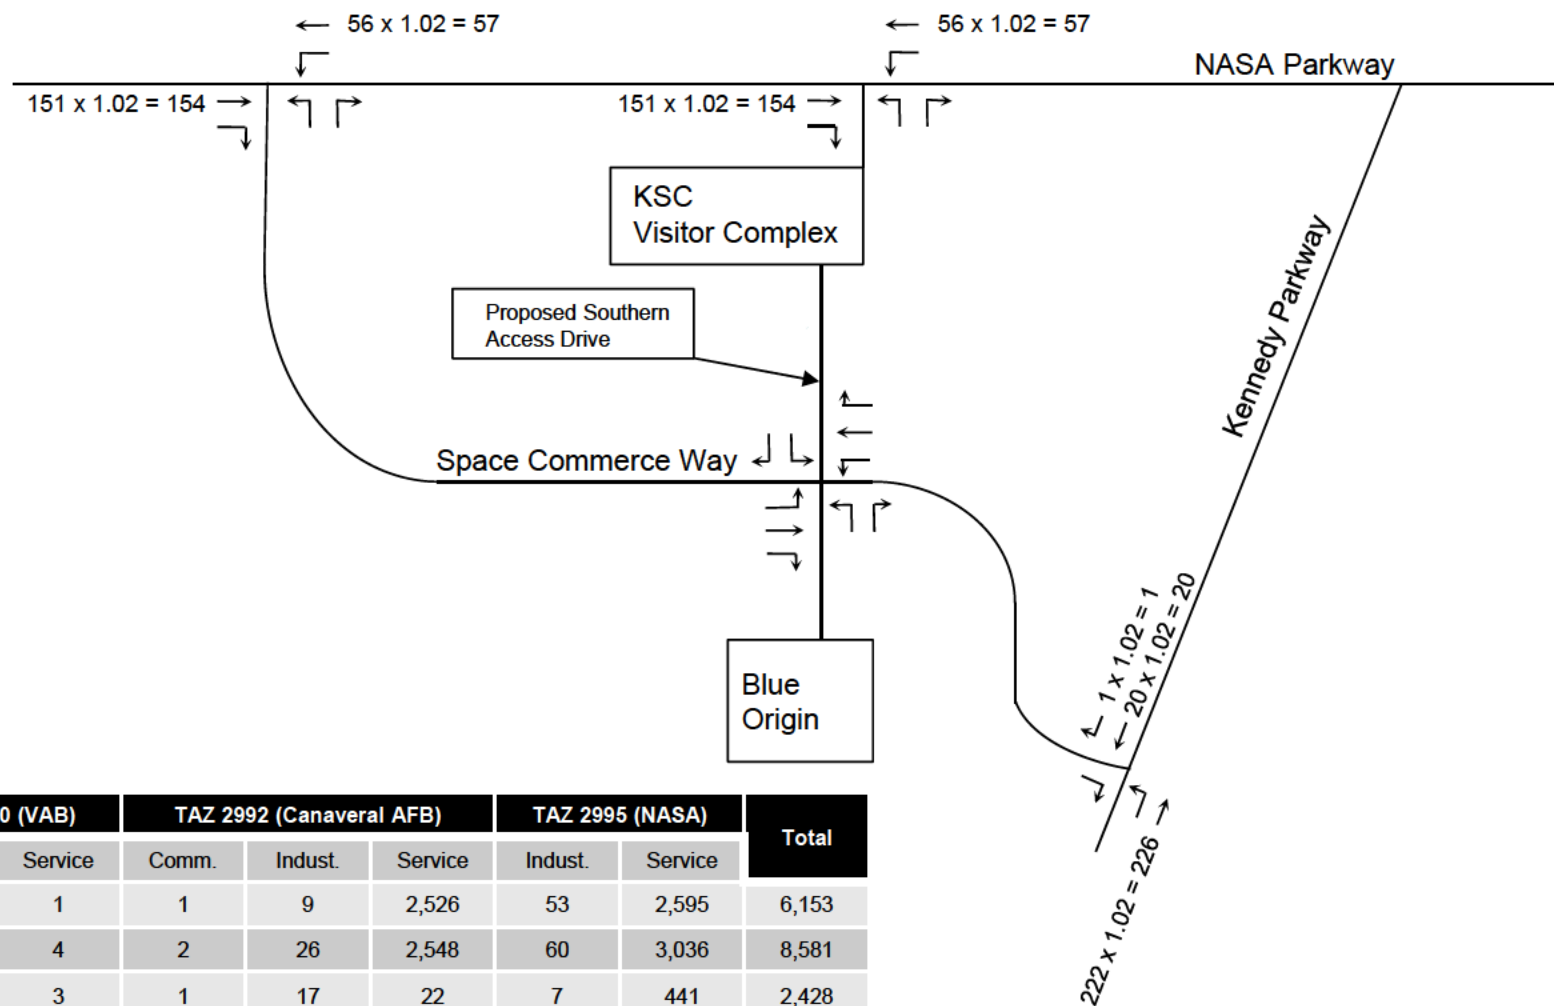 56 x 1.02 = 57
56 x 1.02 = 57
NASA Parkway
151 x 1.02 = 154
151 x 1.02 = 154
KSC
Visitor Complex
Proposed Southern
Access Drive
Kennedy Parkway
Space Commerce Way
Blue
Origin
1 x 1.02 = 1
20 x 1.02 = 20
222 x 1.02 = 226
0 (VAB) TAZ 2992 (Canaveral AFB) TAZ 2995 (NASA) Total
Service Comm. Indust. Service Indust. Service
1 1 9 2,526 53 2,595 6,153
4 2 26 2,548 60 3,036 8,581
3 1 17 22 7 441 2,428